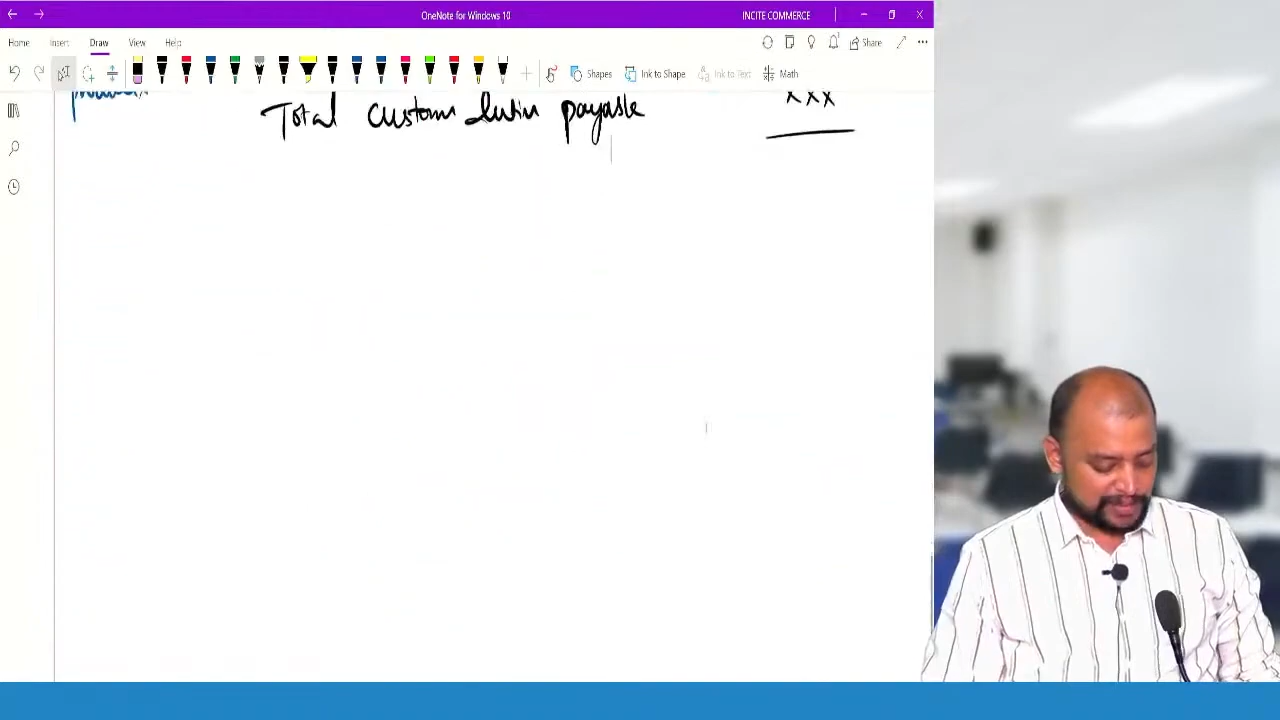 OneNote for Windows 10
INCITE COMMERCE
Home Insert Draw View Help
Share
Shapes Ink to Shape Ink to Text Math
Total custom duties payable
xxx